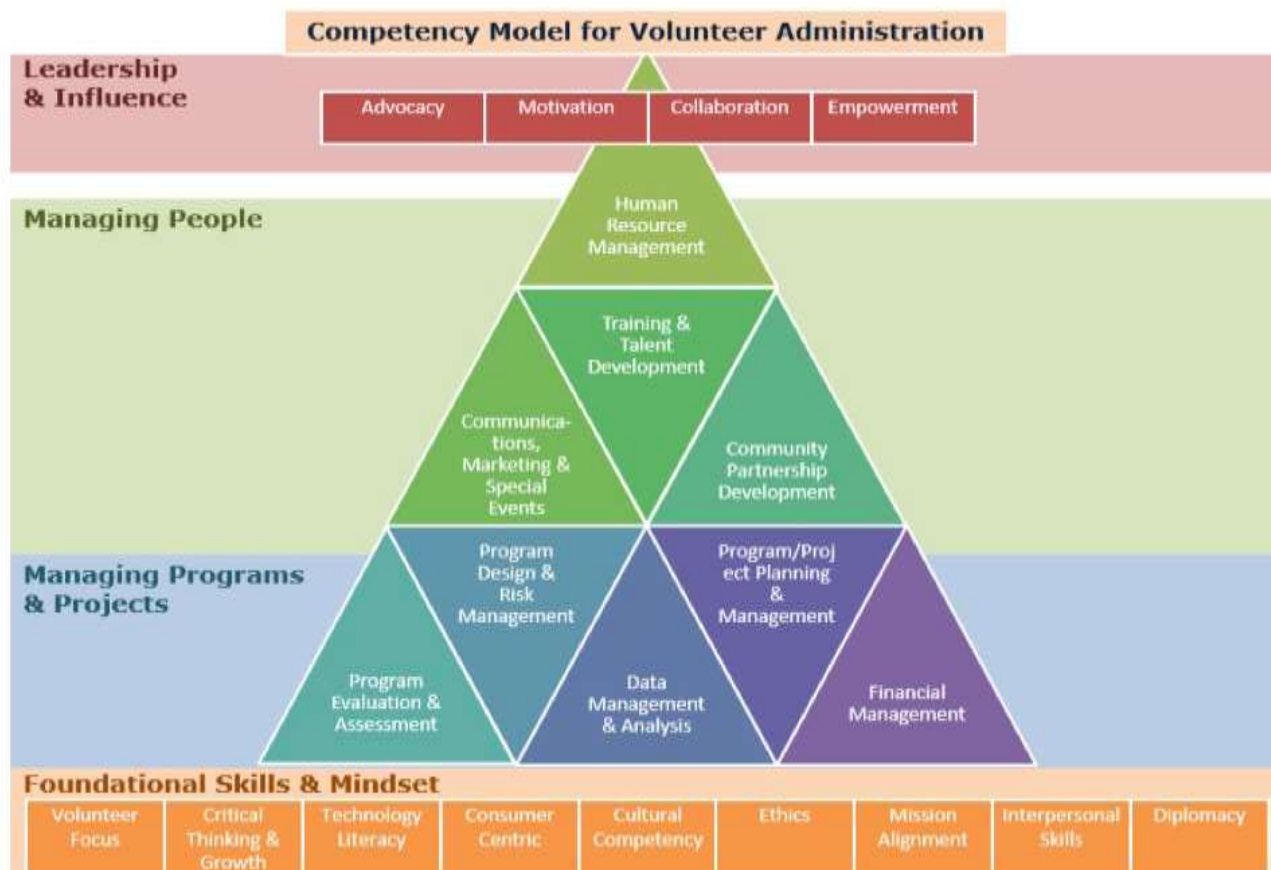 Competency Model for Volunteer Administration
Leadership
& Influence
Advocacy
Motivation
Collaboration
Empowerment
Managing People
Human
Resource
Management
Training &
Talent
Development
Communica-
tions,
Marketing &
Special
Events
Community
Partnership
Development
Managing Programs
& Projects
Program
Design &
Risk
Management
Program/Proj
ect Planning
&
Management
Program
Evaluation &
Assessment
Data
Management
& Analysis
Financial
Management
Foundational Skills & Mindset
Volunteer
Focus
Critical
Thinking &
Growth
Technology
Literacy
Consumer
Centric
Cultural
Competency
Ethics
Mission
Alignment
Interpersonal
Skills
Diplomacy